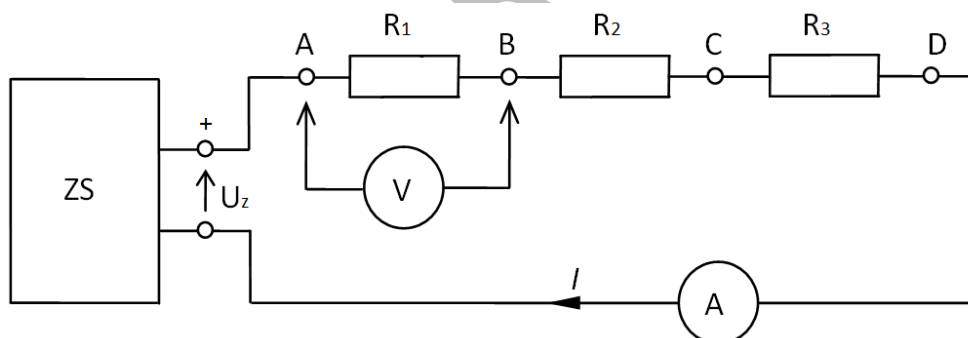 A R₁ B R₂ C R₃ D
+
ZS
U_z
V
I
A